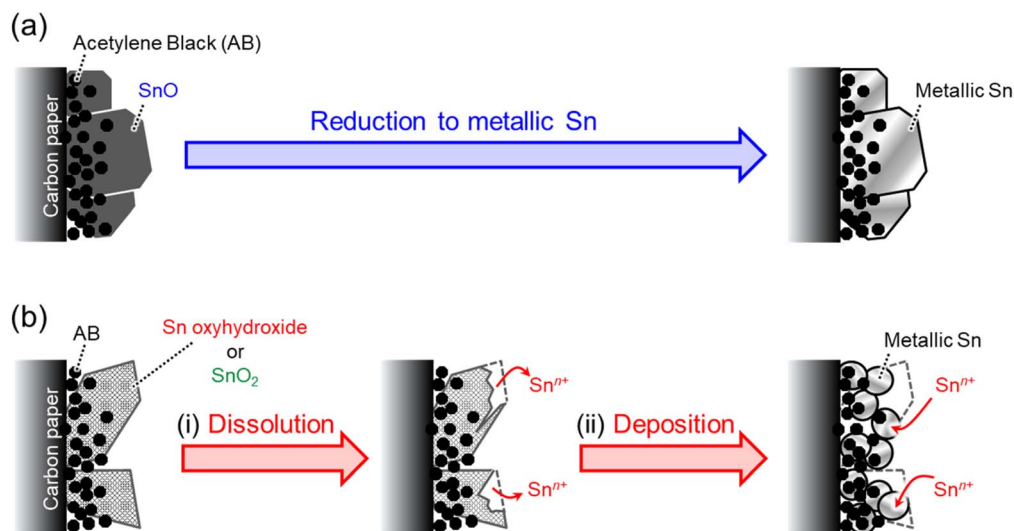 (a)
Acetylene Black (AB)
SnO
Carbon paper
Reduction to metallic Sn
Metallic Sn
(b)
AB
Sn oxyhydroxide
or
SnO₂
Carbon paper
(i) Dissolution
Snⁿ⁺
Snⁿ⁺
(ii) Deposition
Metallic Sn
Snⁿ⁺
Snⁿ⁺